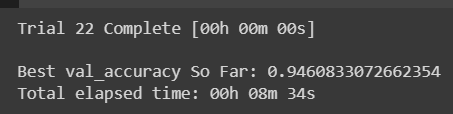 Trial 22 Complete [00h 00m 00s]
Best val_accuracy So Far: 0.9460833072662354
Total elapsed time: 00h 08m 34s